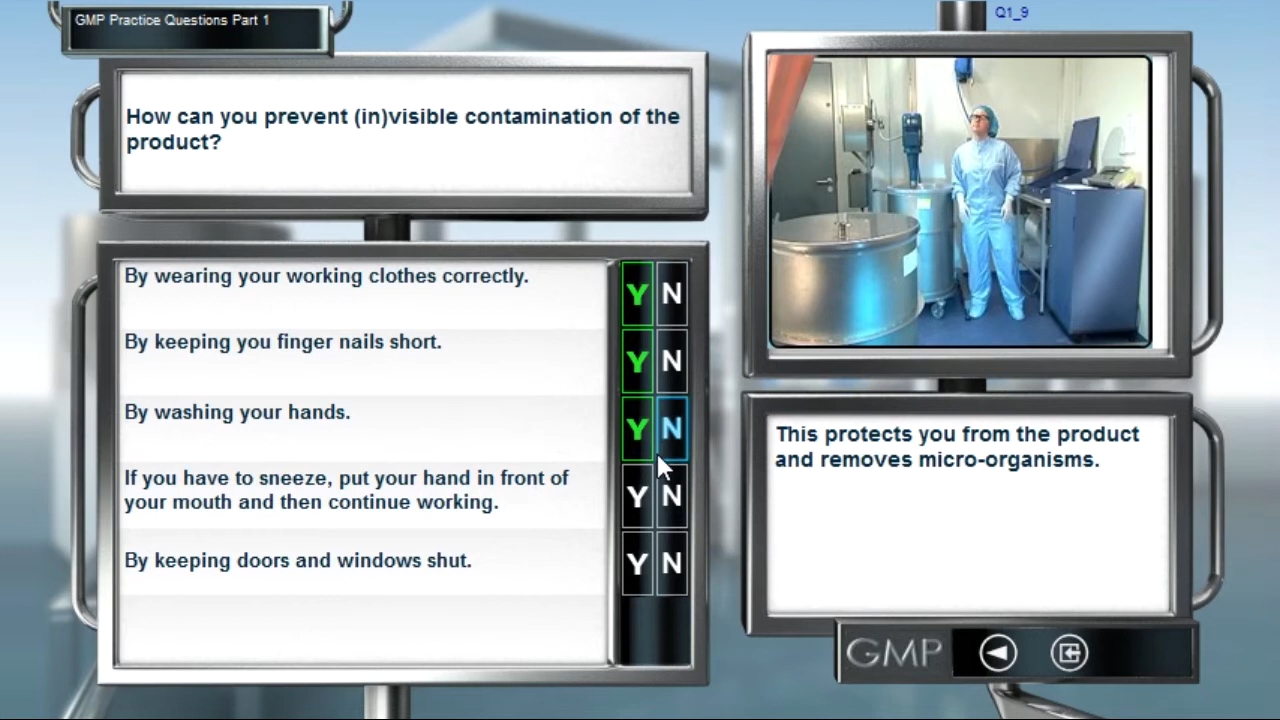 GMP Practice Questions Part 1
Q1_9
How can you prevent (in)visible contamination of the
product?
By wearing your working clothes correctly.
Y N
By keeping you finger nails short.
Y N
By washing your hands.
Y N
If you have to sneeze, put your hand in front of
your mouth and then continue working.
Y N
By keeping doors and windows shut.
Y N
This protects you from the product
and removes micro-organisms.
GMP